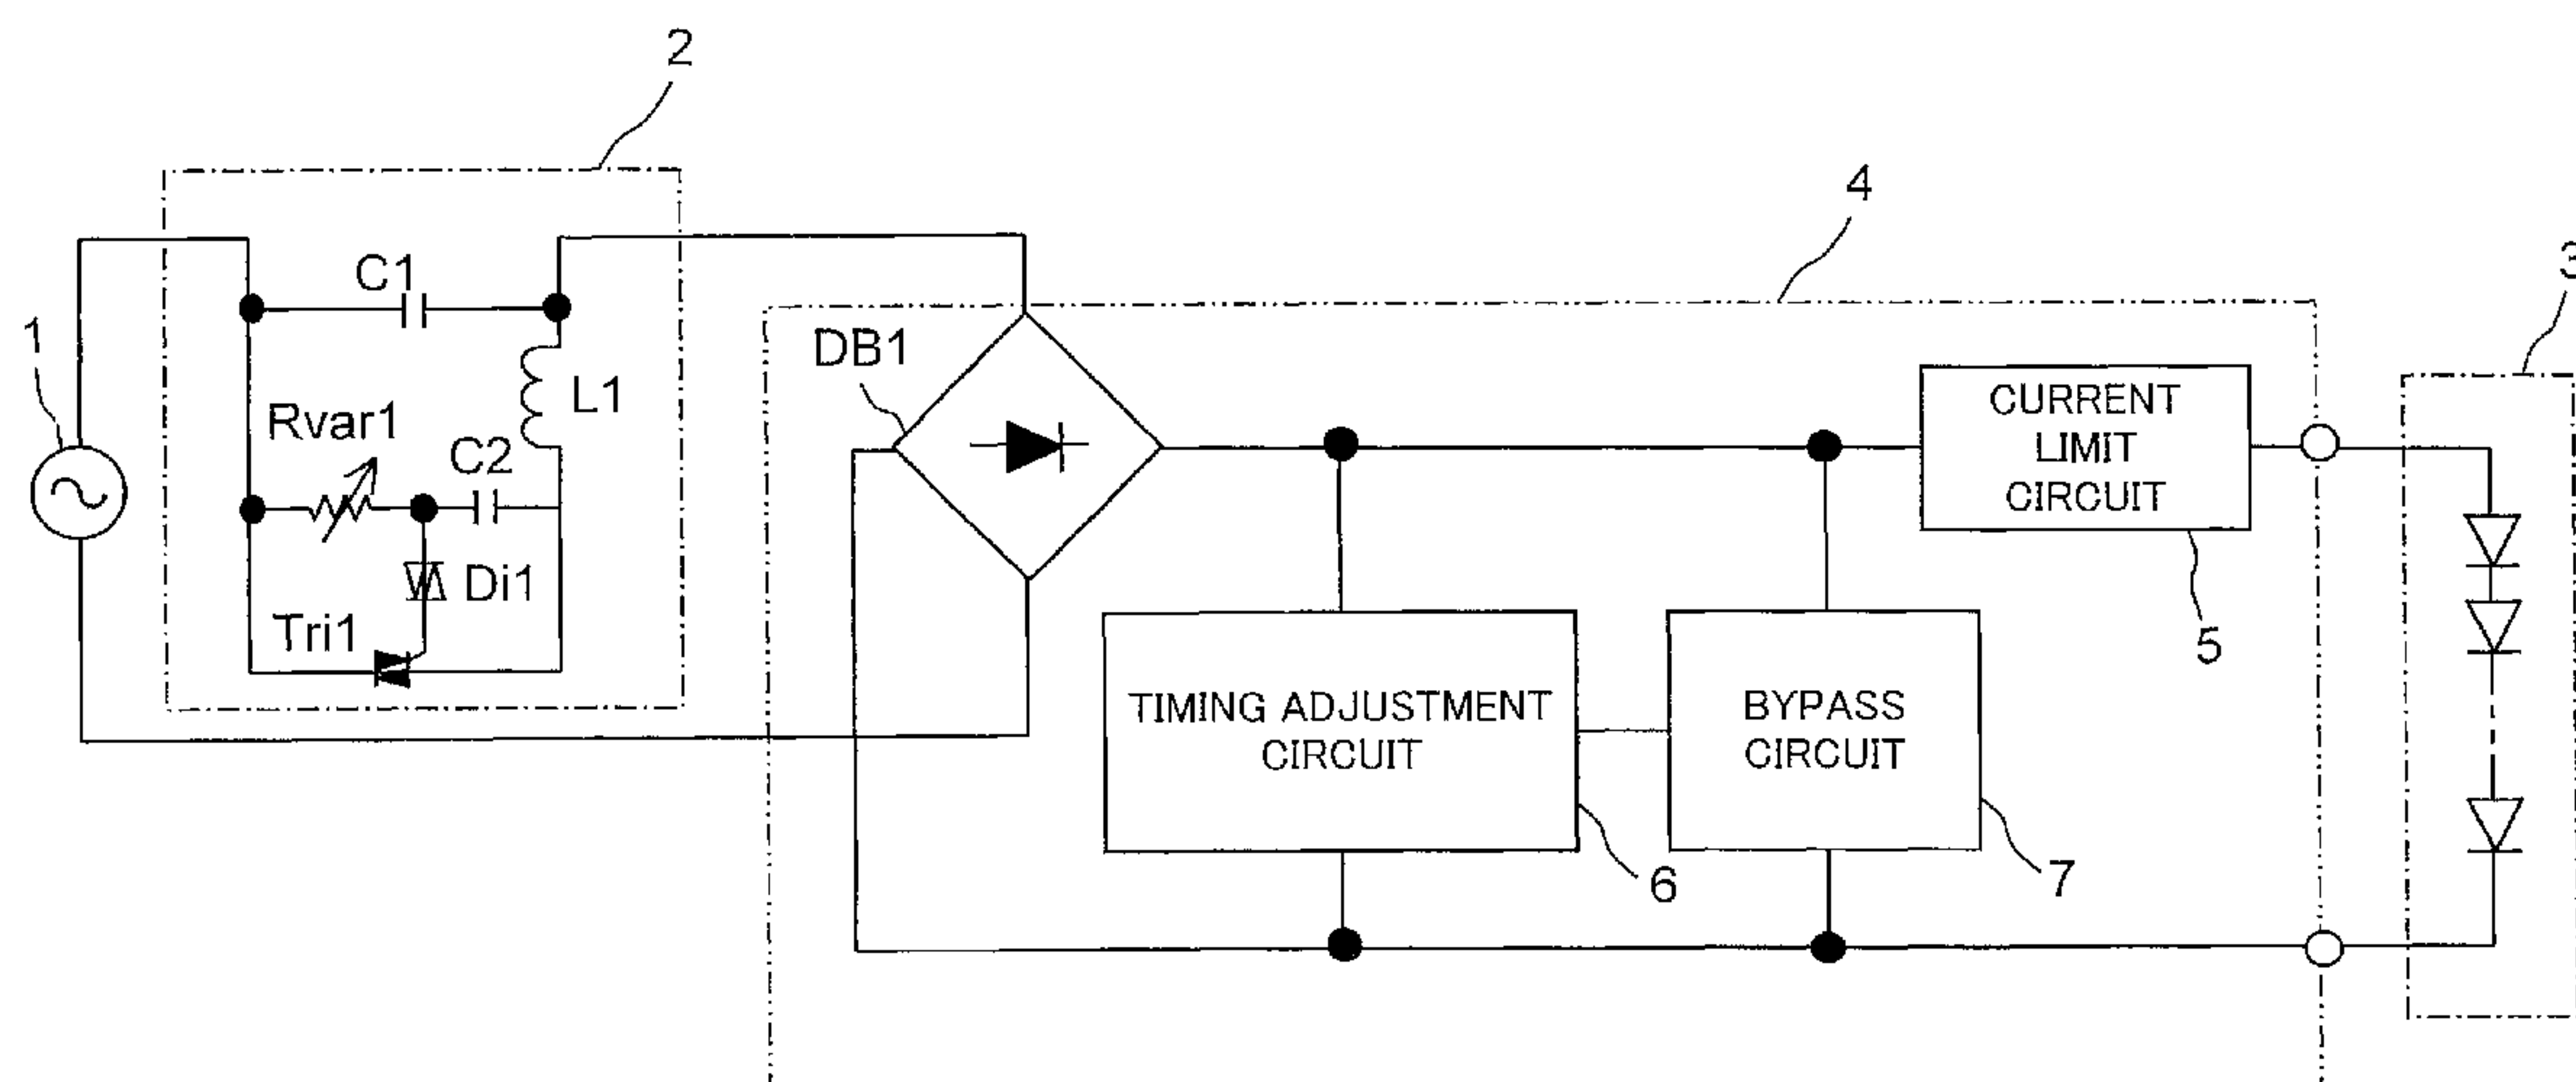 2
4
3
1
C1
DB1
L1
Rvar1
C2
CURRENT
LIMIT
CIRCUIT
Di1
Tri1
5
TIMING ADJUSTMENT
CIRCUIT
BYPASS
CIRCUIT
6
7